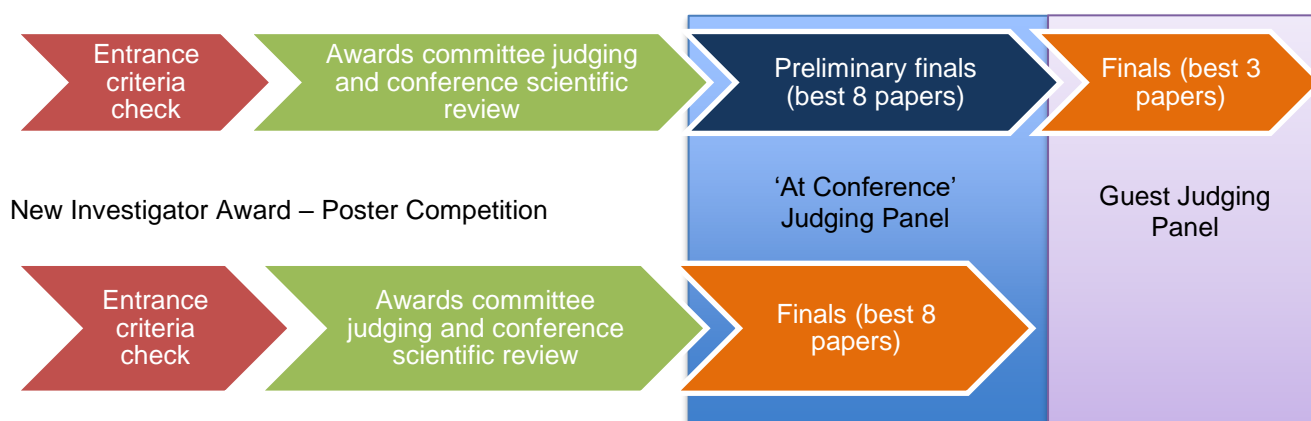 Entrance
criteria
check
Awards committee judging
and conference scientific
review
Preliminary finals
(best 8 papers)
Finals (best 3
papers)
New Investigator Award – Poster Competition
‘At Conference’
Judging Panel
Guest Judging
Panel
Entrance
criteria
check
Awards committee
judging and conference
scientific review
Finals (best 8
papers)